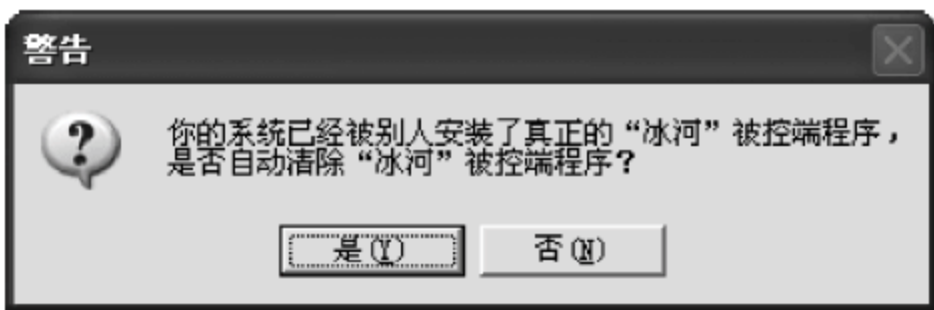 警告
你的系统已经被别人安装了真正的“冰河”被控端程序，
是否自动清除“冰河”被控端程序？
是(Y)
否(N)